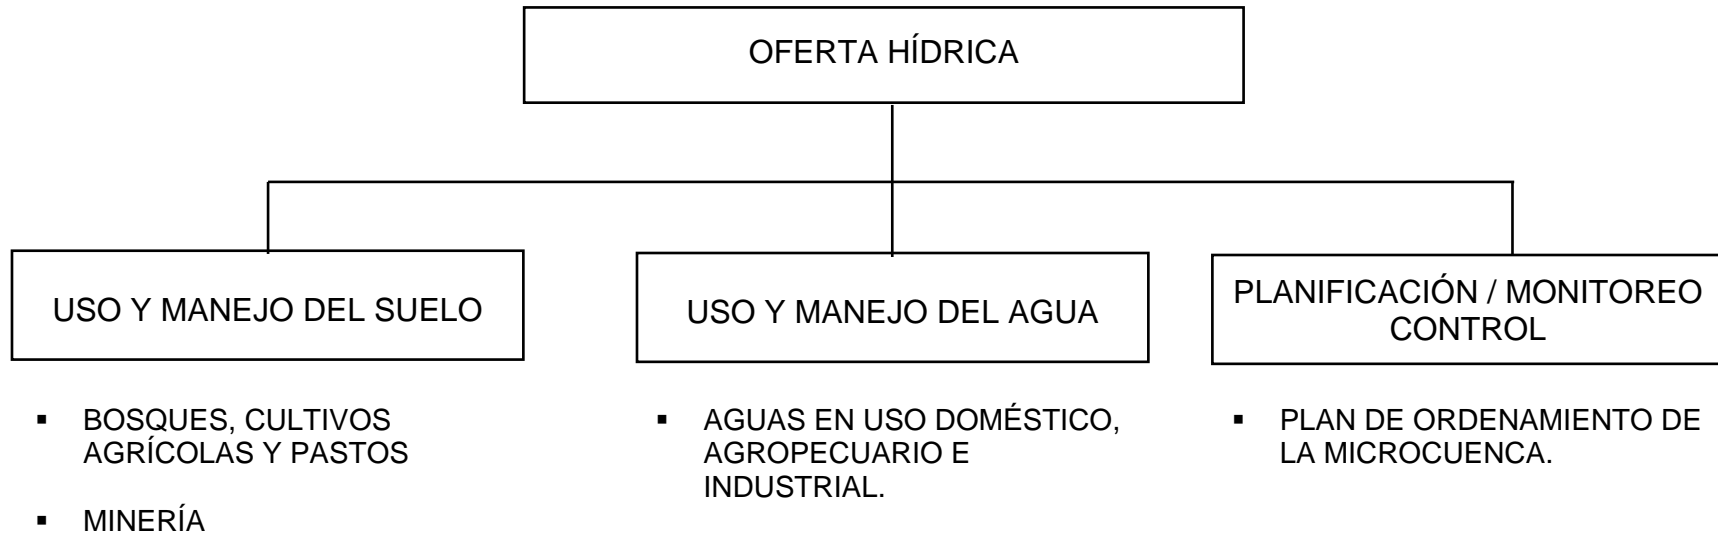 OFERTA HÍDRICA
USO Y MANEJO DEL SUELO
▪ BOSQUES, CULTIVOS
AGRÍCOLAS Y PASTOS
▪ MINERÍA
USO Y MANEJO DEL AGUA
▪ AGUAS EN USO DOMÉSTICO,
AGROPECUARIO E
INDUSTRIAL.
PLANIFICACIÓN / MONITOREO
CONTROL
▪ PLAN DE ORDENAMIENTO DE
LA MICROCUENCA.